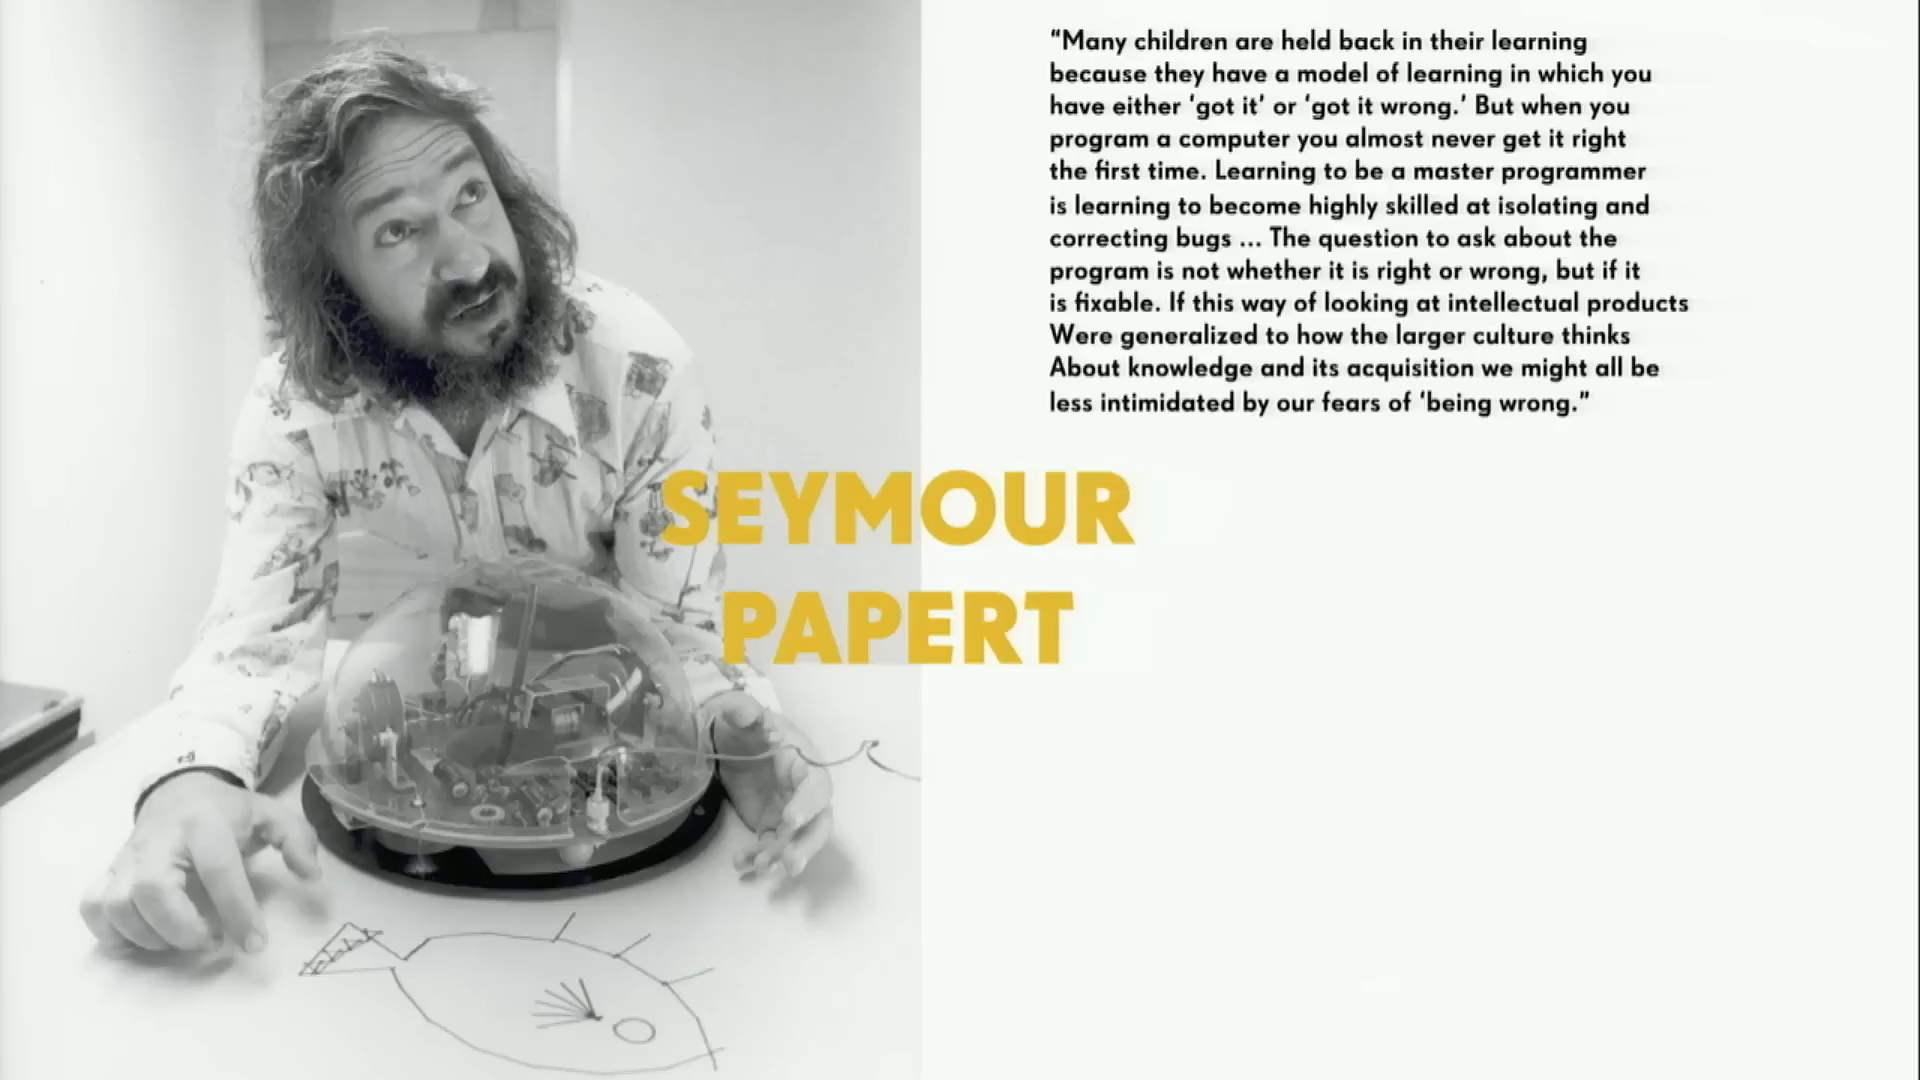 “Many children are held back in their learning
because they have a model of learning in which you
have either ‘got it’ or ‘got it wrong.’ But when you
program a computer you almost never get it right
the first time. Learning to be a master programmer
is learning to become highly skilled at isolating and
correcting bugs ... The question to ask about the
program is not whether it is right or wrong, but if it
is fixable. If this way of looking at intellectual products
Were generalized to how the larger culture thinks
About knowledge and its acquisition we might all be
less intimidated by our fears of ‘being wrong.”
SEYMOUR
PAPERT